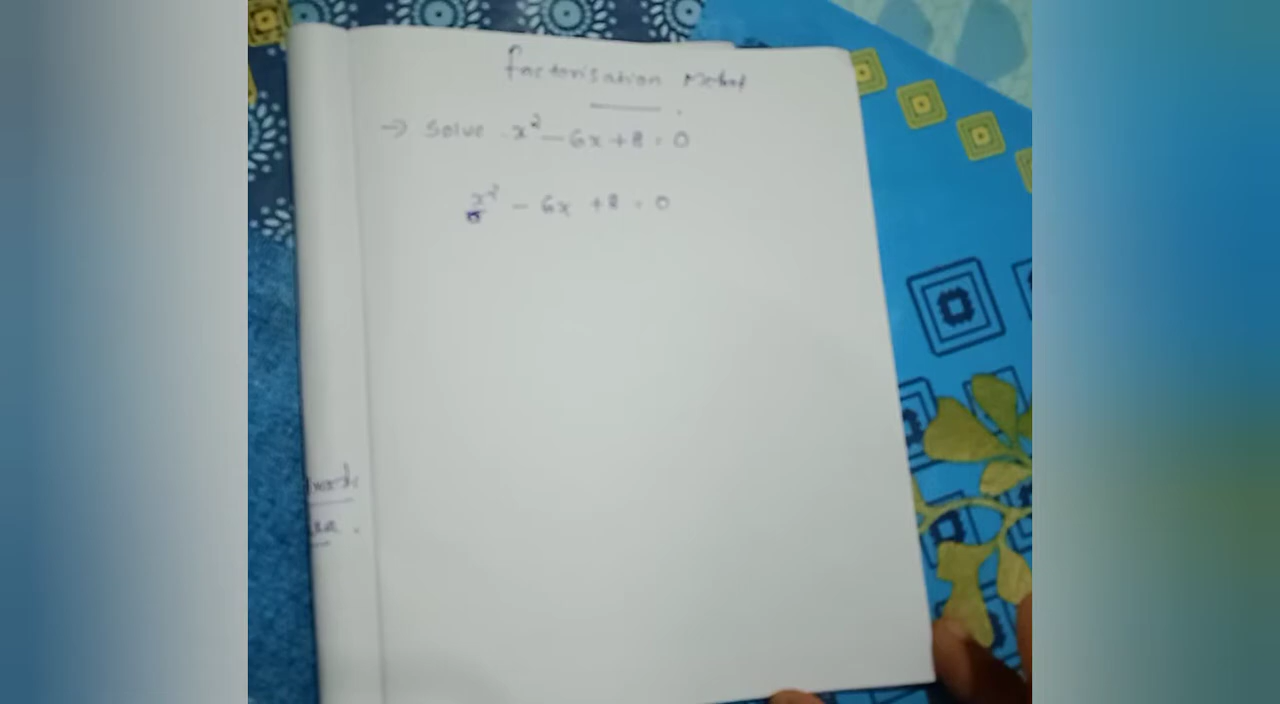 factorisation Method
→ Solve x² - 6x + 8 = 0
x² - 6x + 8 = 0